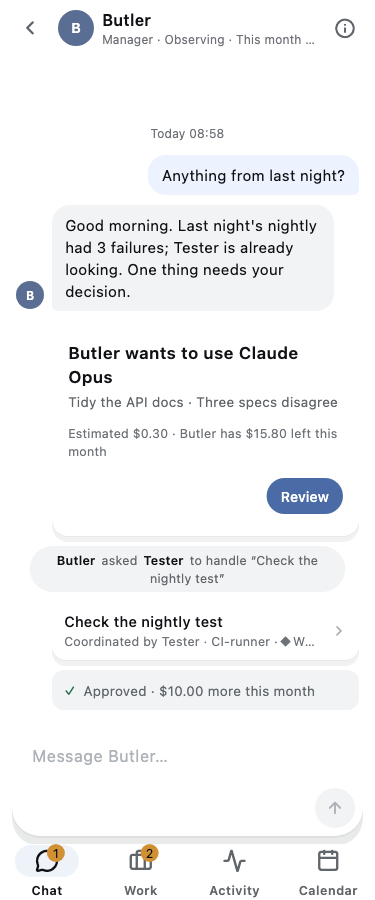 B
Butler
Manager · Observing · This month ...
Today 08:58
Anything from last night?
Good morning. Last night's nightly
had 3 failures; Tester is already
looking. One thing needs your
decision.
B
Butler wants to use Claude
Opus
Tidy the API docs · Three specs disagree
Estimated $0.30 · Butler has $15.80 left this
month
Review
Butler asked Tester to handle “Check the
nightly test”
Check the nightly test
Coordinated by Tester · CI-runner · ◆ W...
✓ Approved · $10.00 more this month
Message Butler...
1
2
Chat Work Activity Calendar